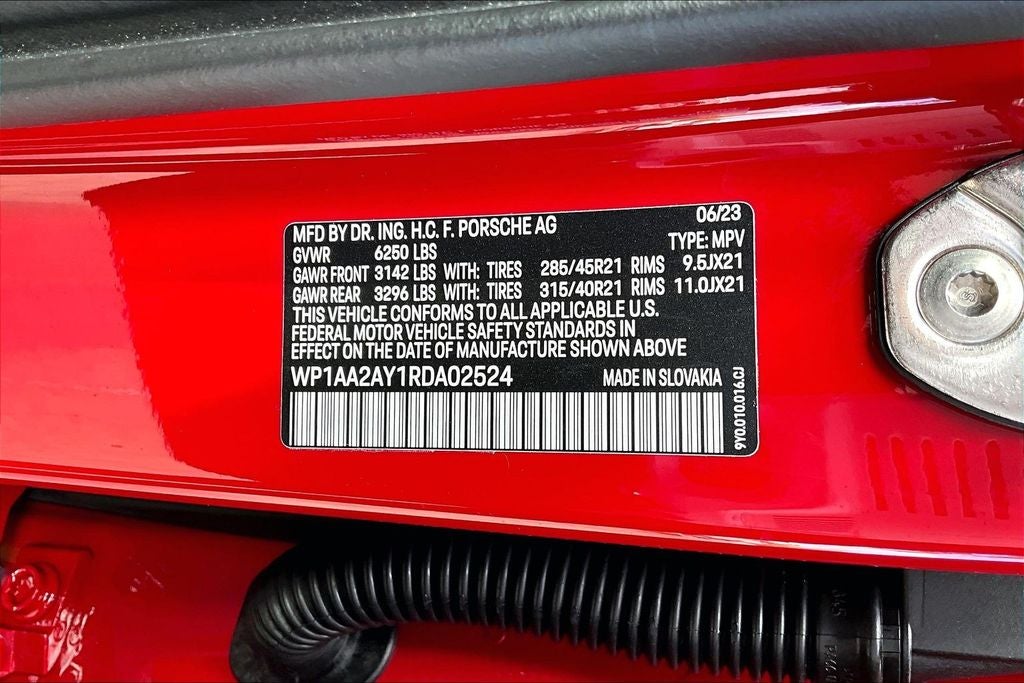 MFD BY DR. ING. H.C. F. PORSCHE AG 06/23
GVWR 6250 LBS TYPE: MPV
GAWR FRONT 3142 LBS WITH: TIRES 285/45R21 RIMS 9.5JX21
GAWR REAR 3296 LBS WITH: TIRES 315/40R21 RIMS 11.0JX21
THIS VEHICLE CONFORMS TO ALL APPLICABLE U.S.
FEDERAL MOTOR VEHICLE SAFETY STANDARDS IN
EFFECT ON THE DATE OF MANUFACTURE SHOWN ABOVE
WP1AA2AY1RDA02524 MADE IN SLOVAKIA
9Y0.010.016.CJ